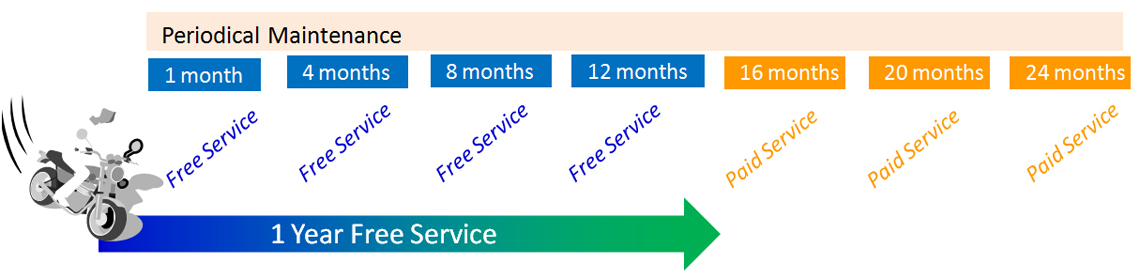 Periodical Maintenance
1 month 4 months 8 months 12 months 16 months 20 months 24 months
Free Service Free Service Free Service Free Service Paid Service Paid Service Paid Service
1 Year Free Service